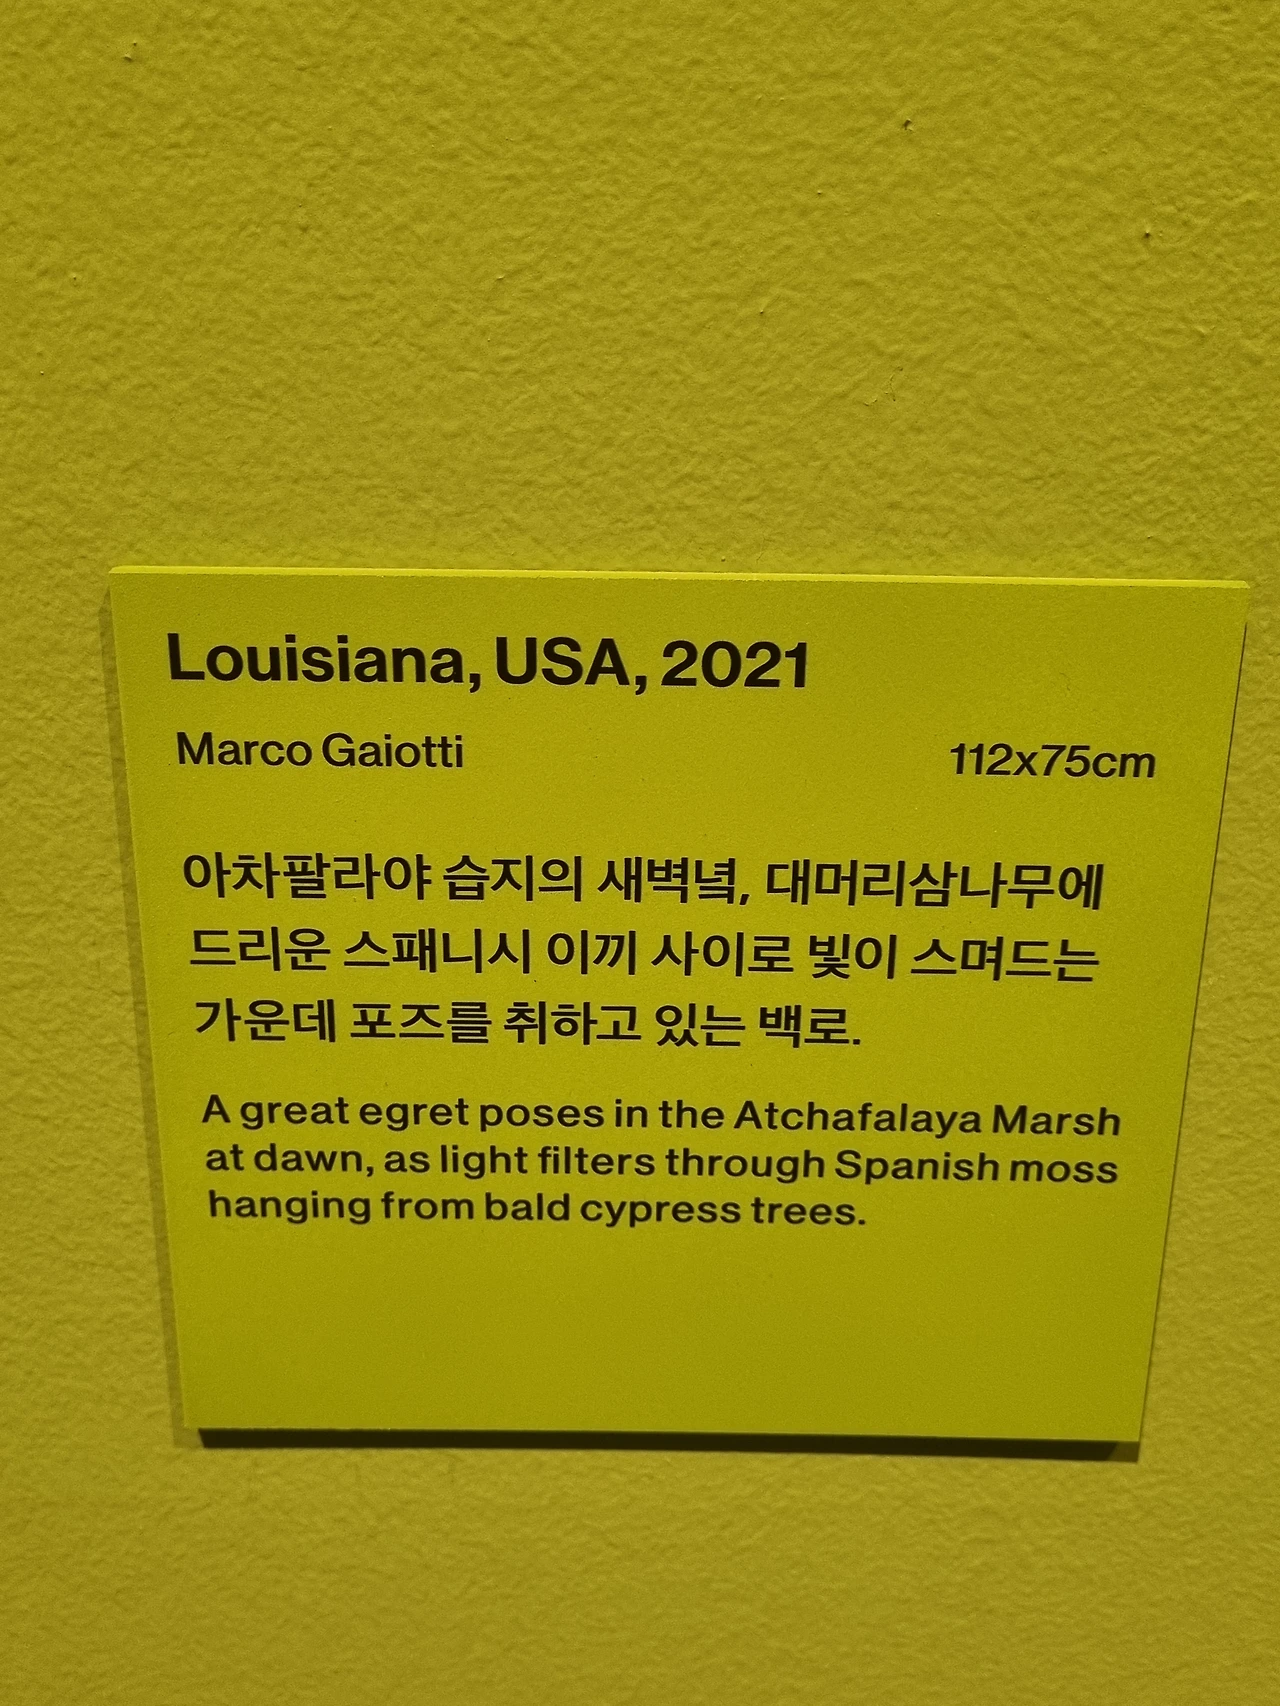 Louisiana, USA, 2021
Marco Gaiotti 112x75cm
아차팔라야 습지의 새벽녘, 대머리삼나무에
드리운 스패니시 이끼 사이로 빛이 스며드는
가운데 포즈를 취하고 있는 백로.
A great egret poses in the Atchafalaya Marsh
at dawn, as light filters through Spanish moss
hanging from bald cypress trees.